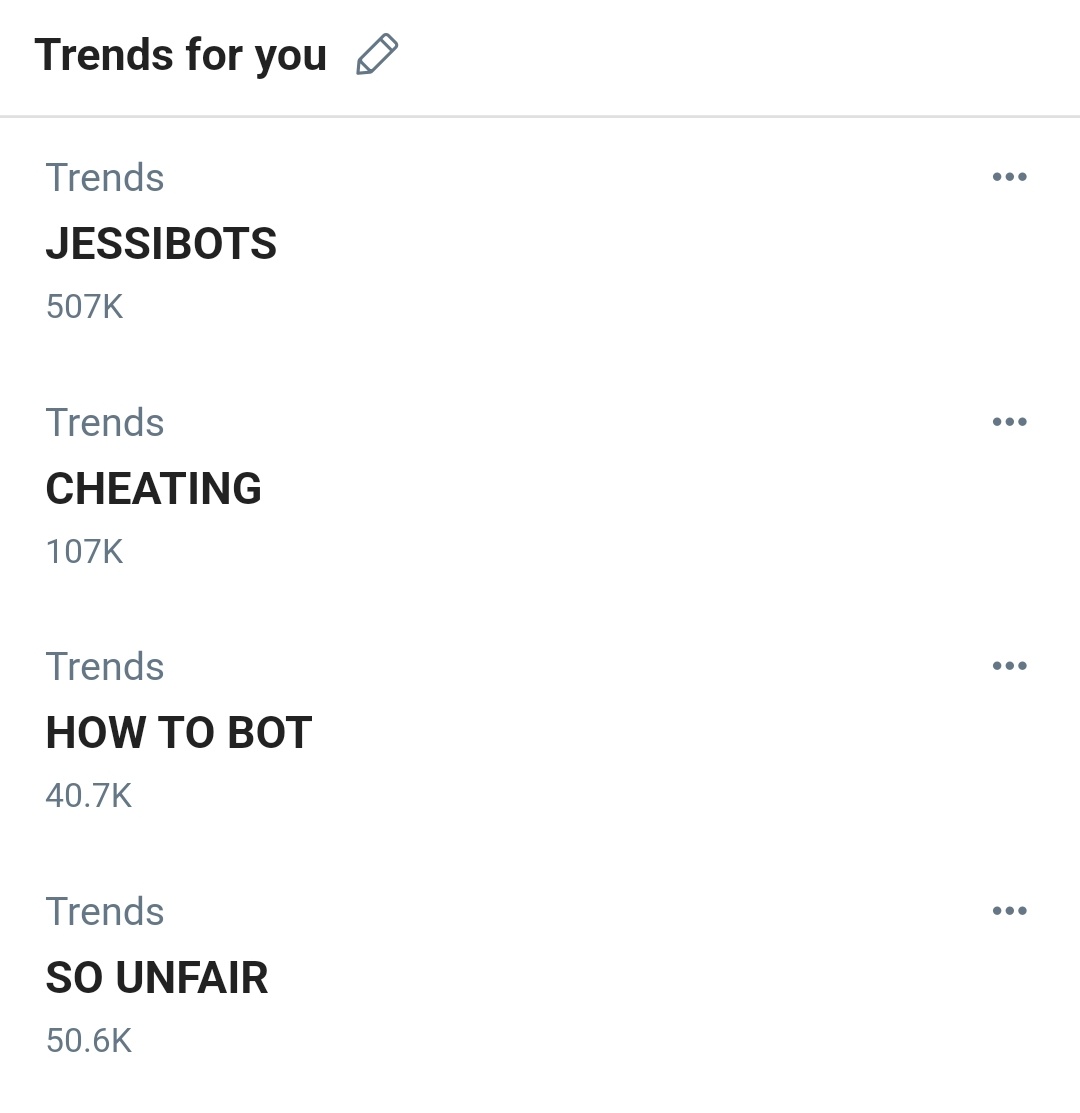 Trends for you
Trends
JESSIBOTS
507K
Trends
CHEATING
107K
Trends
HOW TO BOT
40.7K
Trends
SO UNFAIR
50.6K